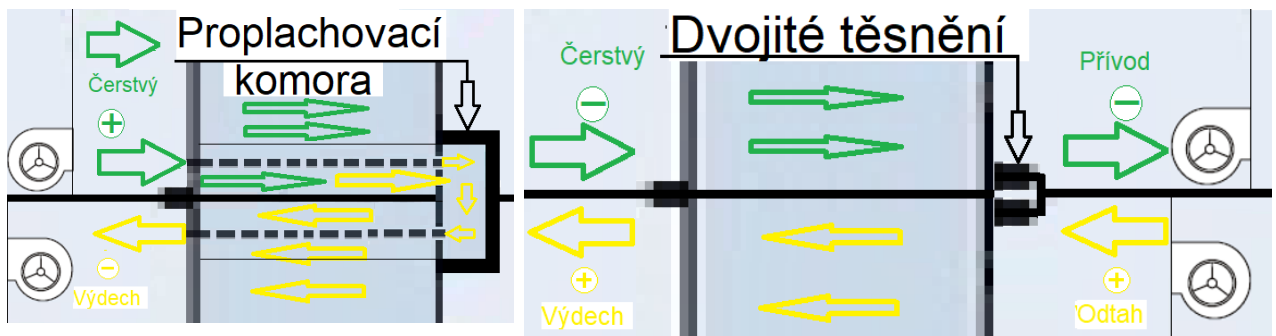 Proplachovací
komora
Čerstvý
+
−
Výdech
Dvojité těsnění
Čerstvý
−
Přívod
−
+
Výdech
+
Odtah